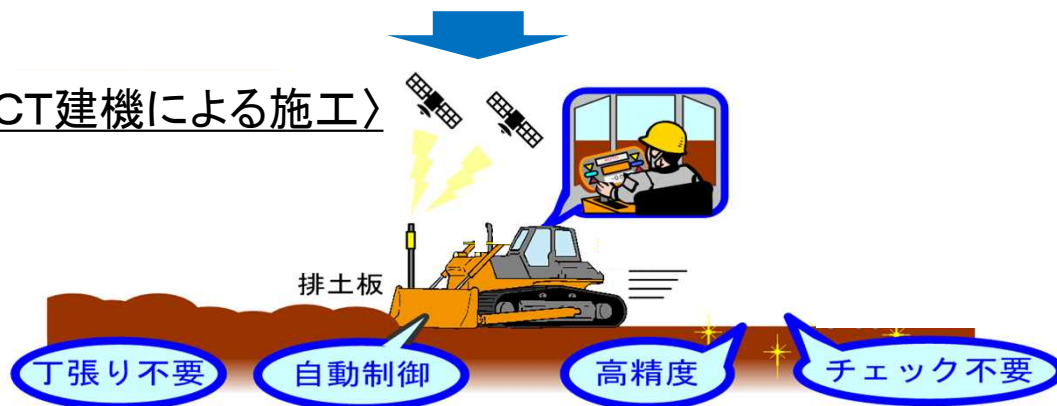 CT建機による施工〉
排土板
丁張り不要
自動制御
高精度
チェック不要